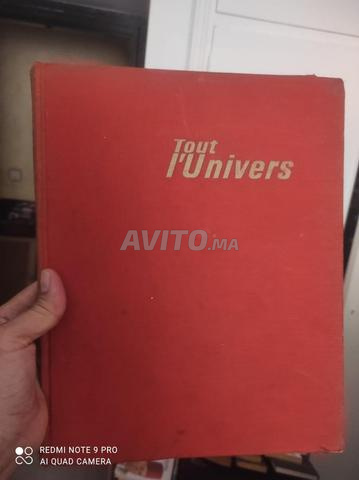 Tout
l'Univers
AVITO.MA
REDMI NOTE 9 PRO
AI QUAD CAMERA